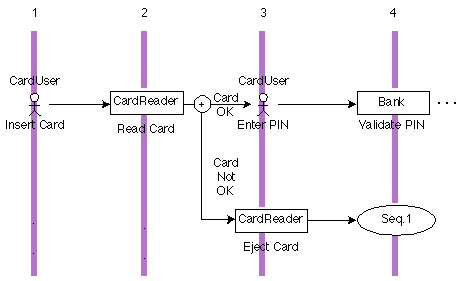 1
2
3
4
CardUser
CardUser
CardReader
+
Card
OK
Bank
. . .
Insert Card
Read Card
Enter PIN
Validate PIN
Card
Not
OK
CardReader
Seq.1
Eject Card